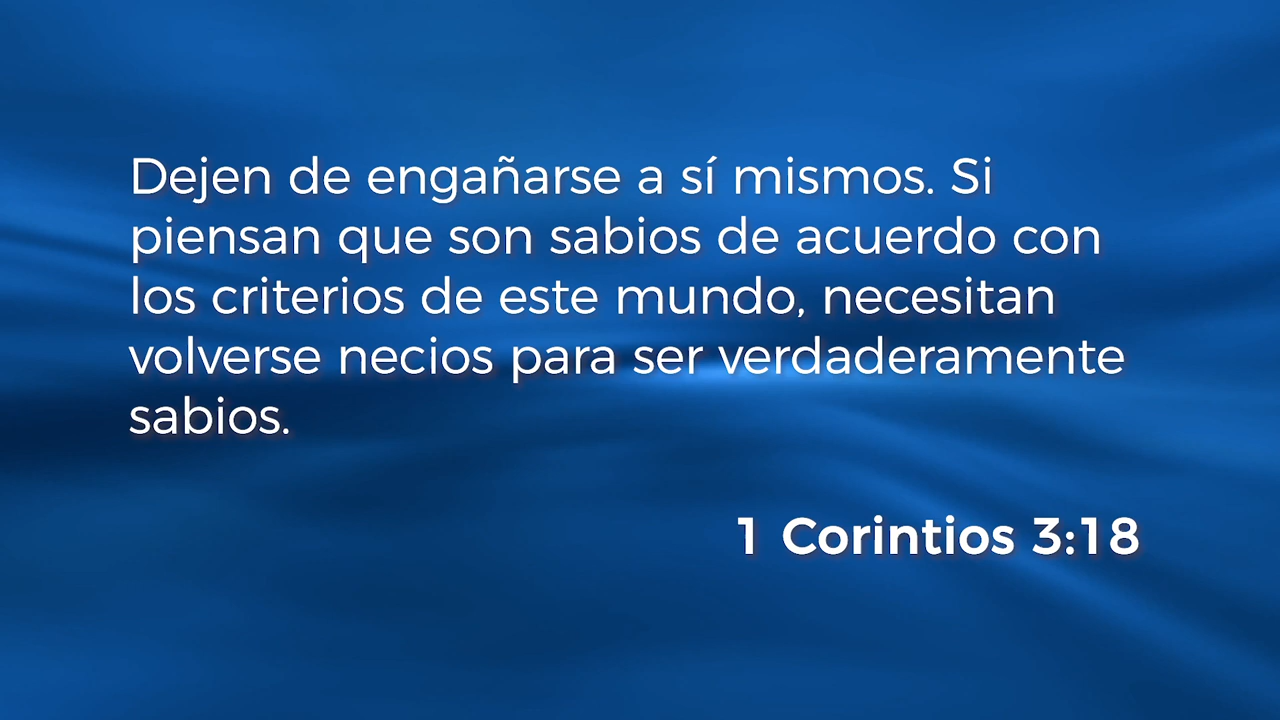 Dejen de engañarse a sí mismos. Si
piensan que son sabios de acuerdo con
los criterios de este mundo, necesitan
volverse necios para ser verdaderamente
sabios.
1 Corintios 3:18